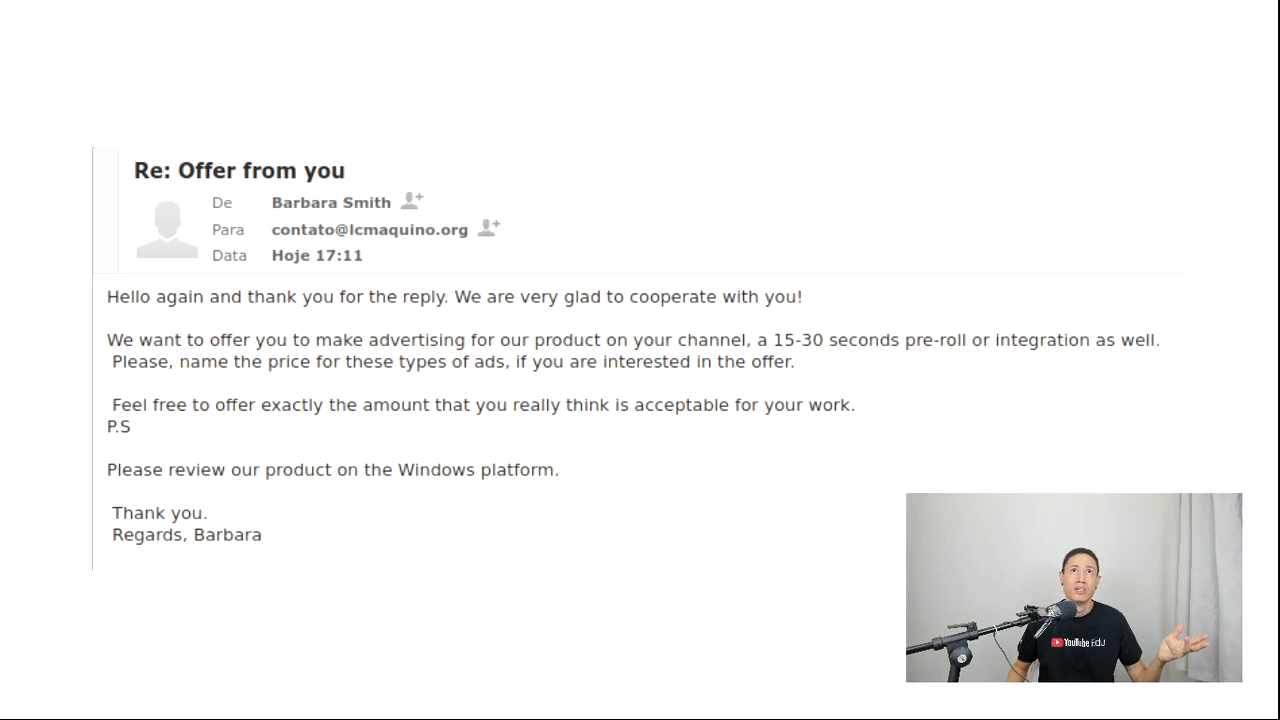 Re: Offer from you
De Barbara Smith
Para contato@lcmaquino.org
Data Hoje 17:11
Hello again and thank you for the reply. We are very glad to cooperate with you!
We want to offer you to make advertising for our product on your channel, a 15-30 seconds pre-roll or integration as well.
Please, name the price for these types of ads, if you are interested in the offer.
Feel free to offer exactly the amount that you really think is acceptable for your work.
P.S
Please review our product on the Windows platform.
Thank you.
Regards, Barbara
YouTube Edu